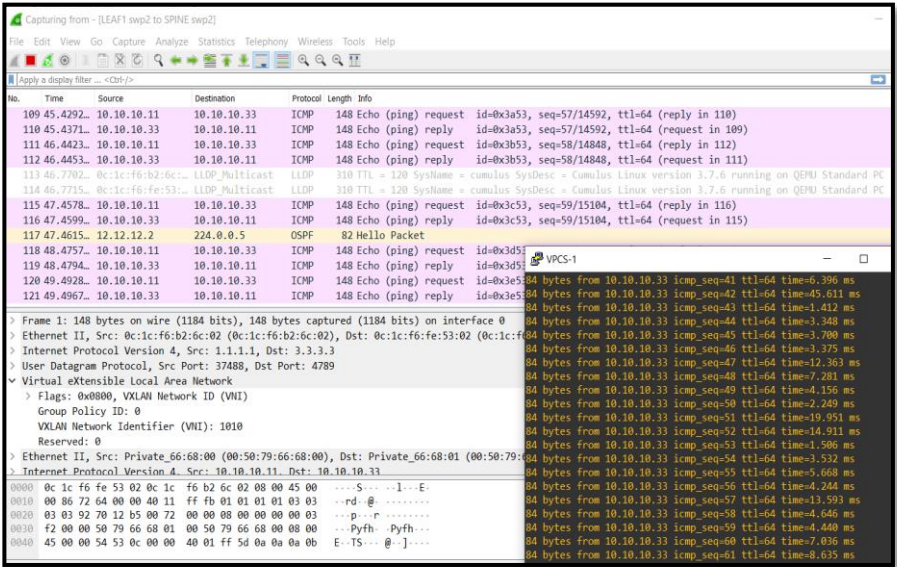 Capturing from - [LEAF1 swp2 to SPINE swp2]
File Edit View Go Capture Analyze Statistics Telephony Wireless Tools Help
Apply a display filter ... <Ctrl-/>
No. Time Source Destination Protocol Length Info
109 45.4292… 10.10.10.11 10.10.10.33 ICMP 148 Echo (ping) request id=0x3a53, seq=57/14592, ttl=64 (reply in 110)
110 45.4371… 10.10.10.33 10.10.10.11 ICMP 148 Echo (ping) reply id=0x3a53, seq=57/14592, ttl=64 (request in 109)
111 46.4423… 10.10.10.11 10.10.10.33 ICMP 148 Echo (ping) request id=0x3b53, seq=58/14848, ttl=64 (reply in 112)
112 46.4453… 10.10.10.33 10.10.10.11 ICMP 148 Echo (ping) reply id=0x3b53, seq=58/14848, ttl=64 (request in 111)
113 46.7702… 0c:1c:f6:b2:6c:… LLDP_Multicast LLDP 310 TTL = 120 SysName = cumulus SysDesc = Cumulus Linux version 3.7.6 running on QEMU Standard PC
114 46.7715… 0c:1c:f6:fe:53:… LLDP_Multicast LLDP 310 TTL = 120 SysName = cumulus SysDesc = Cumulus Linux version 3.7.6 running on QEMU Standard PC
115 47.4578… 10.10.10.11 10.10.10.33 ICMP 148 Echo (ping) request id=0x3c53, seq=59/15104, ttl=64 (reply in 116)
116 47.4599… 10.10.10.33 10.10.10.11 ICMP 148 Echo (ping) reply id=0x3c53, seq=59/15104, ttl=64 (request in 115)
117 47.4615… 12.12.12.2 224.0.0.5 OSPF 82 Hello Packet
118 48.4757… 10.10.10.11 10.10.10.33 ICMP 148 Echo (ping) request id=0x3d53
119 48.4794… 10.10.10.33 10.10.10.11 ICMP 148 Echo (ping) reply id=0x3d53
120 49.4928… 10.10.10.11 10.10.10.33 ICMP 148 Echo (ping) request id=0x3e53
121 49.4967… 10.10.10.33 10.10.10.11 ICMP 148 Echo (ping) reply id=0x3e53
Frame 1: 148 bytes on wire (1184 bits), 148 bytes captured (1184 bits) on interface 0
Ethernet II, Src: 0c:1c:f6:b2:6c:02 (0c:1c:f6:b2:6c:02), Dst: 0c:1c:f6:fe:53:02 (0c:1c:f6
Internet Protocol Version 4, Src: 1.1.1.1, Dst: 3.3.3.3
User Datagram Protocol, Src Port: 37488, Dst Port: 4789
Virtual eXtensible Local Area Network
Flags: 0x0800, VXLAN Network ID (VNI)
Group Policy ID: 0
VXLAN Network Identifier (VNI): 1010
Reserved: 0
Ethernet II, Src: Private_66:68:00 (00:50:79:66:68:00), Dst: Private_66:68:01 (00:50:79:
Internet Protocol Version 4, Src: 10.10.10.11, Dst: 10.10.10.33
0000 0c 1c f6 fe 53 02 0c 1c f6 b2 6c 02 08 00 45 00 ····S··· ··l···E·
0010 00 86 72 64 00 00 40 11 ff fb 01 01 01 01 03 03 ··rd··@· ········
0020 03 03 92 70 12 b5 00 72 00 00 08 00 00 00 00 03 ···p···r ········
0030 f2 00 00 50 79 66 68 01 00 50 79 66 68 00 08 00 ···Pyfh· ·Pyfh···
0040 45 00 00 54 53 0c 00 00 40 01 ff 5d 0a 0a 0a 0b E··TS··· @··]····
VPCS-1
84 bytes from 10.10.10.33 icmp_seq=41 ttl=64 time=6.396 ms
84 bytes from 10.10.10.33 icmp_seq=42 ttl=64 time=45.611 ms
84 bytes from 10.10.10.33 icmp_seq=43 ttl=64 time=1.412 ms
84 bytes from 10.10.10.33 icmp_seq=44 ttl=64 time=3.348 ms
84 bytes from 10.10.10.33 icmp_seq=45 ttl=64 time=3.700 ms
84 bytes from 10.10.10.33 icmp_seq=46 ttl=64 time=3.375 ms
84 bytes from 10.10.10.33 icmp_seq=47 ttl=64 time=12.363 ms
84 bytes from 10.10.10.33 icmp_seq=48 ttl=64 time=7.281 ms
84 bytes from 10.10.10.33 icmp_seq=49 ttl=64 time=4.156 ms
84 bytes from 10.10.10.33 icmp_seq=50 ttl=64 time=2.249 ms
84 bytes from 10.10.10.33 icmp_seq=51 ttl=64 time=19.951 ms
84 bytes from 10.10.10.33 icmp_seq=52 ttl=64 time=14.911 ms
84 bytes from 10.10.10.33 icmp_seq=53 ttl=64 time=1.506 ms
84 bytes from 10.10.10.33 icmp_seq=54 ttl=64 time=3.532 ms
84 bytes from 10.10.10.33 icmp_seq=55 ttl=64 time=5.668 ms
84 bytes from 10.10.10.33 icmp_seq=56 ttl=64 time=4.244 ms
84 bytes from 10.10.10.33 icmp_seq=57 ttl=64 time=13.593 ms
84 bytes from 10.10.10.33 icmp_seq=58 ttl=64 time=4.646 ms
84 bytes from 10.10.10.33 icmp_seq=59 ttl=64 time=4.440 ms
84 bytes from 10.10.10.33 icmp_seq=60 ttl=64 time=7.036 ms
84 bytes from 10.10.10.33 icmp_seq=61 ttl=64 time=8.635 ms